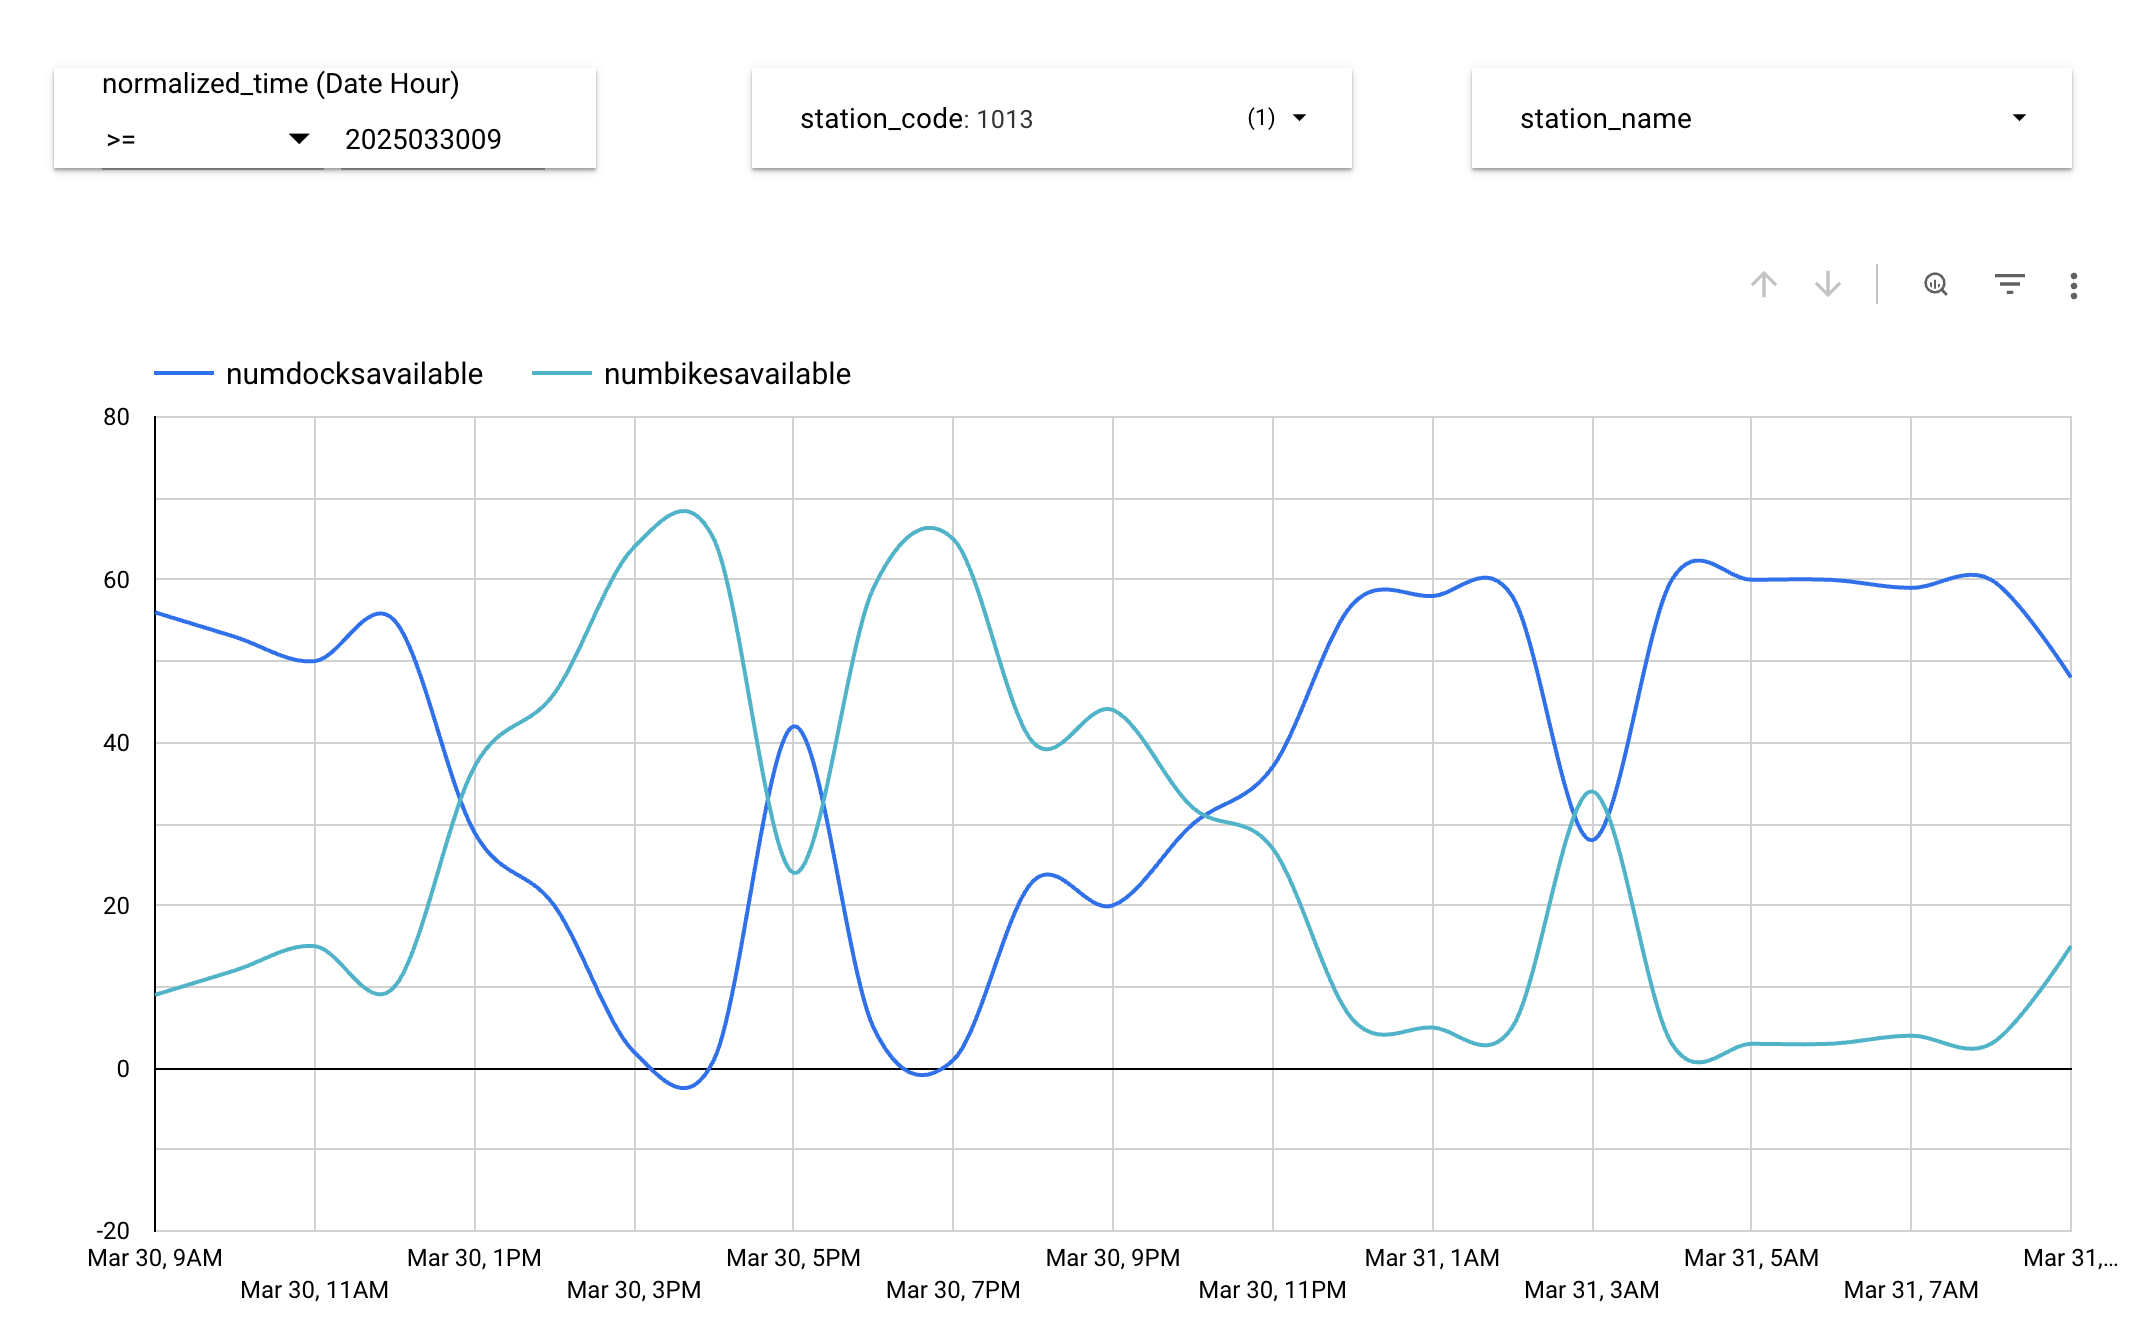 normalized_time (Date Hour)
>= 2025033009
station_code: 1013 (1)
station_name
numdocksavailable numbikesavailable
80
60
40
20
0
-20
Mar 30, 9AM Mar 30, 1PM Mar 30, 5PM Mar 30, 9PM Mar 31, 1AM Mar 31, 5AM Mar 31,...
Mar 30, 11AM Mar 30, 3PM Mar 30, 7PM Mar 30, 11PM Mar 31, 3AM Mar 31, 7AM